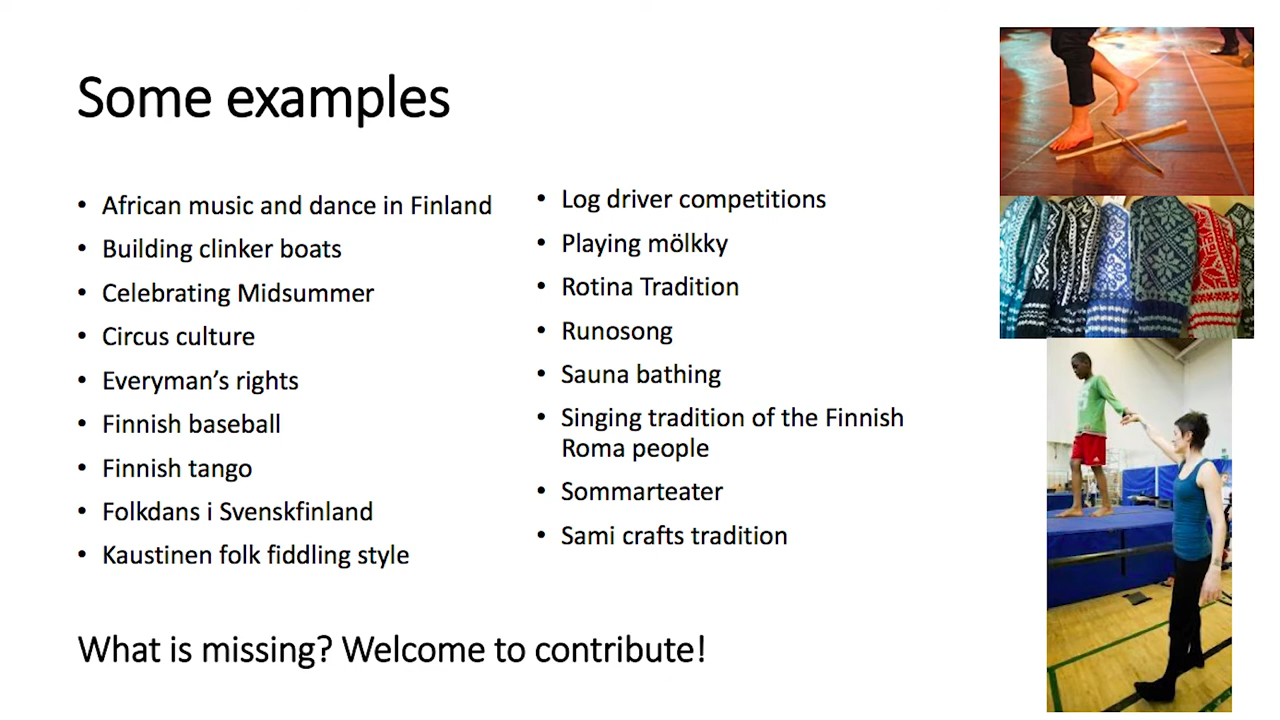 Some examples
• African music and dance in Finland
• Building clinker boats
• Celebrating Midsummer
• Circus culture
• Everyman's rights
• Finnish baseball
• Finnish tango
• Folkdans i Svenskfinland
• Kaustinen folk fiddling style
• Log driver competitions
• Playing mölkky
• Rotina Tradition
• Runosong
• Sauna bathing
• Singing tradition of the Finnish
Roma people
• Sommarteater
• Sami crafts tradition
What is missing? Welcome to contribute!